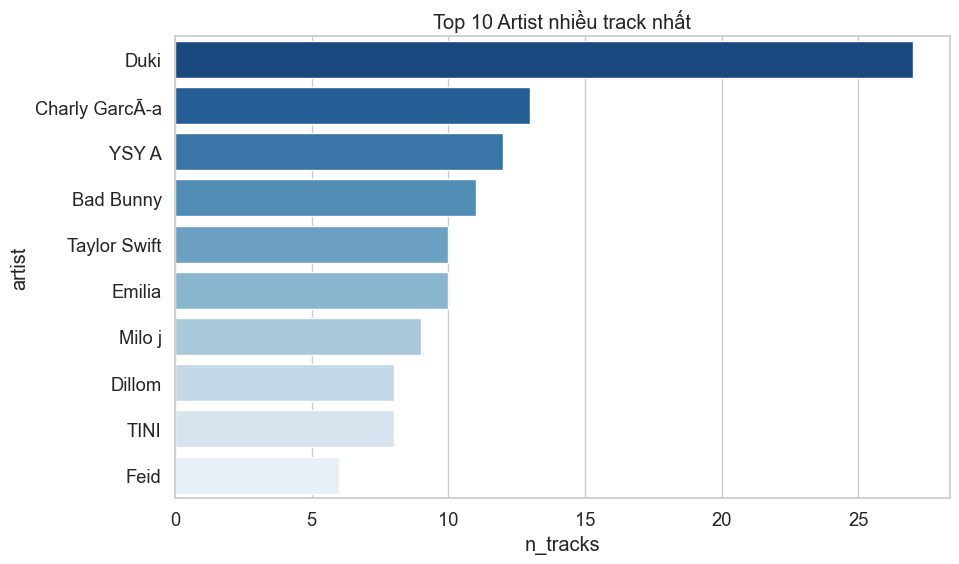 Top 10 Artist nhiều track nhất
artist
Duki
Charly GarcÃ-a
YSY A
Bad Bunny
Taylor Swift
Emilia
Milo j
Dillom
TINI
Feid
0 5 10 15 20 25
n_tracks